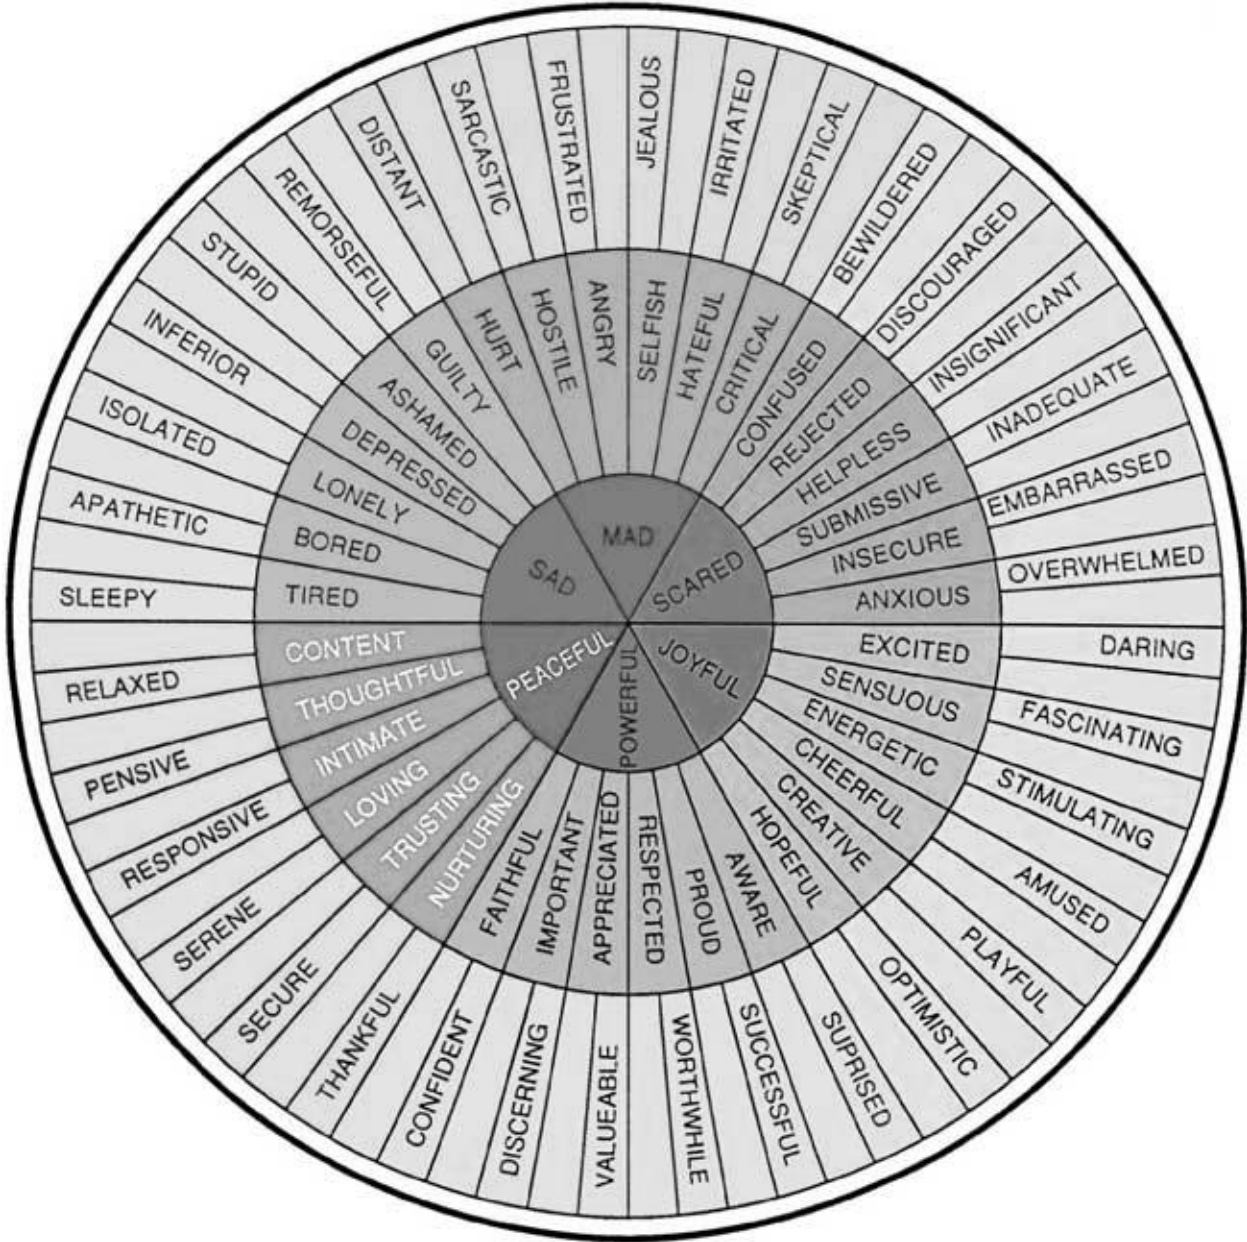 MAD
SCARED
JOYFUL
POWERFUL
PEACEFUL
SAD
HURT
HOSTILE
ANGRY
SELFISH
HATEFUL
CRITICAL
CONFUSED
REJECTED
HELPLESS
SUBMISSIVE
INSECURE
ANXIOUS
EXCITED
SENSUOUS
ENERGETIC
CHEERFUL
CREATIVE
HOPEFUL
AWARE
PROUD
RESPECTED
APPRECIATED
IMPORTANT
FAITHFUL
NURTURING
TRUSTING
LOVING
INTIMATE
THOUGHTFUL
CONTENT
TIRED
BORED
LONELY
DEPRESSED
ASHAMED
GUILTY
DISTANT
SARCASTIC
FRUSTRATED
JEALOUS
IRRITATED
SKEPTICAL
BEWILDERED
DISCOURAGED
INSIGNIFICANT
INADEQUATE
EMBARRASSED
OVERWHELMED
DARING
FASCINATING
STIMULATING
AMUSED
PLAYFUL
OPTIMISTIC
SUPRISED
SUCCESSFUL
WORTHWHILE
VALUEABLE
DISCERNING
CONFIDENT
THANKFUL
SECURE
SERENE
RESPONSIVE
PENSIVE
RELAXED
SLEEPY
APATHETIC
ISOLATED
INFERIOR
STUPID
REMORSEFUL